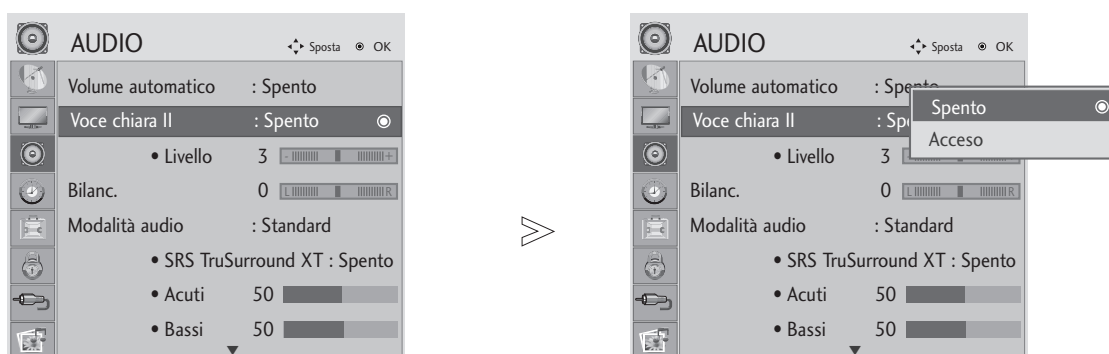 AUDIO Sposta OK
Volume automatico : Spento
Voce chiara II : Spento
• Livello 3 - +
Bilanc. 0 L R
Modalità audio : Standard
• SRS TruSurround XT : Spento
• Acuti 50
• Bassi 50
AUDIO Sposta OK
Volume automatico : Spento
Voce chiara II : Spe
Spento
Acceso
• Livello 3
Bilanc. 0 L R
Modalità audio : Standard
• SRS TruSurround XT : Spento
• Acuti 50
• Bassi 50